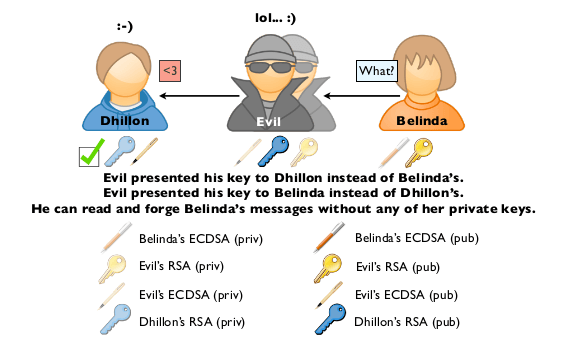 :-)
lol... :)
<3
What?
Dhillon
Evil
Belinda
Evil presented his key to Dhillon instead of Belinda's.
Evil presented his key to Belinda instead of Dhillon's.
He can read and forge Belinda's messages without any of her private keys.
Belinda's ECDSA (priv)
Belinda's ECDSA (pub)
Evil's RSA (priv)
Evil's RSA (pub)
Evil's ECDSA (priv)
Evil's ECDSA (pub)
Dhillon's RSA (priv)
Dhillon's RSA (pub)